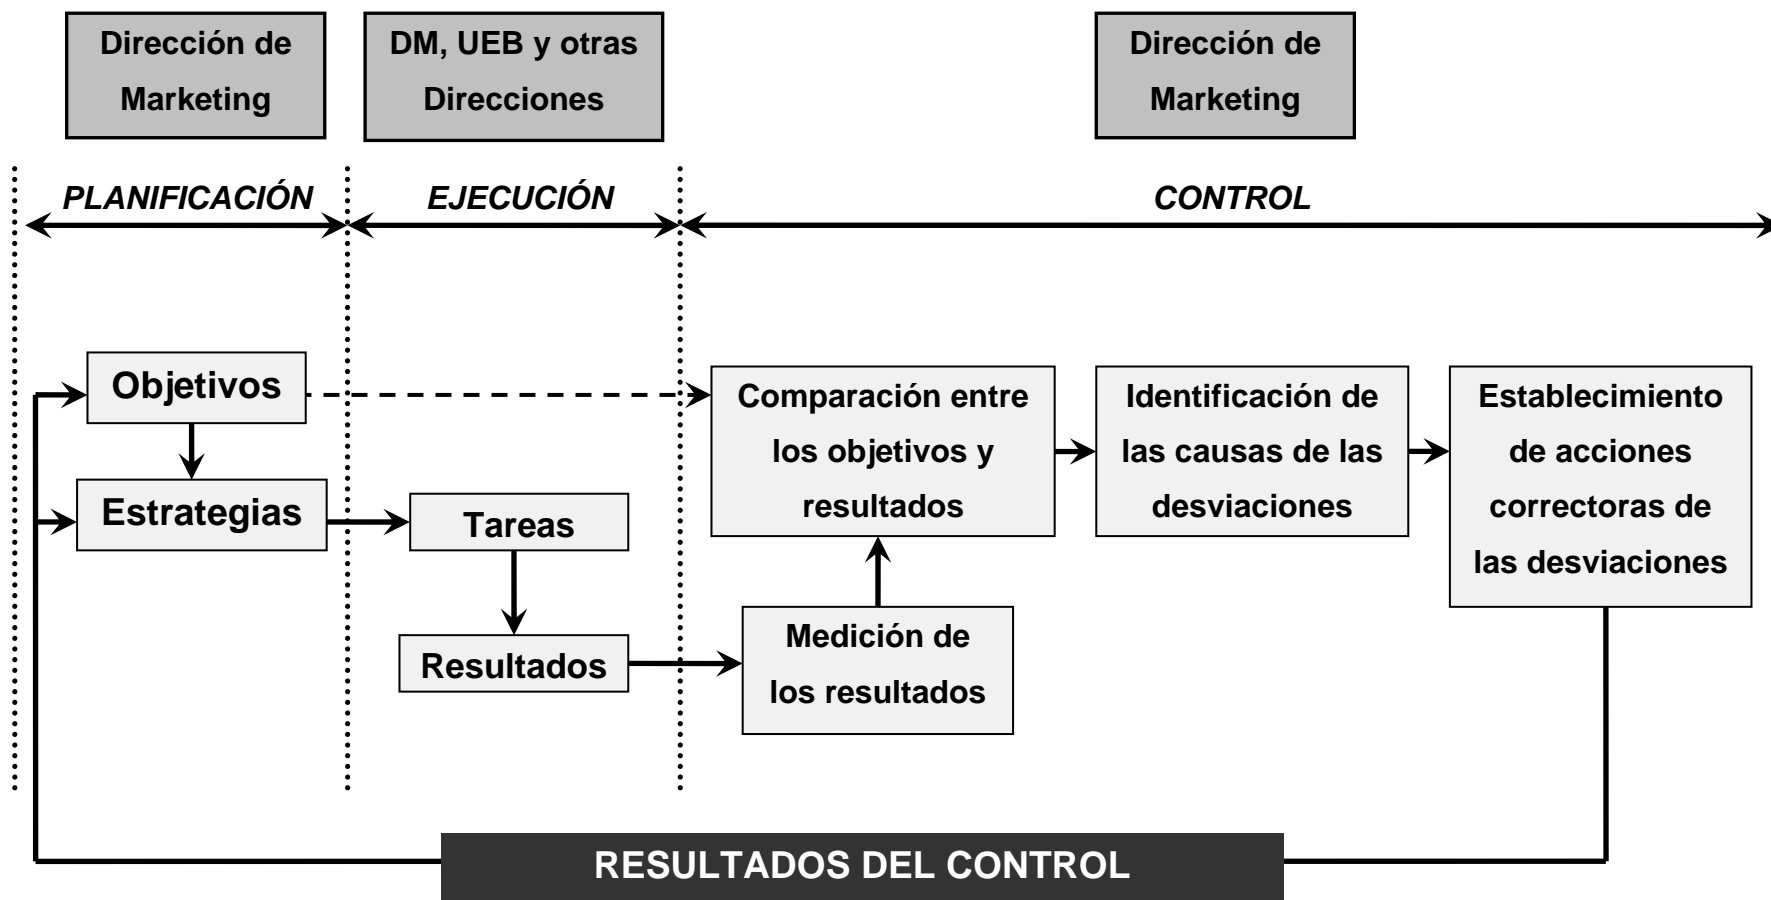 Dirección de
Marketing
DM, UEB y otras
Direcciones
Dirección de
Marketing
PLANIFICACIÓN
EJECUCIÓN
CONTROL
Objetivos
Estrategias
Tareas
Resultados
Comparación entre
los objetivos y
resultados
Medición de
los resultados
Identificación de
las causas de las
desviaciones
Establecimiento
de acciones
correctoras de
las desviaciones
RESULTADOS DEL CONTROL